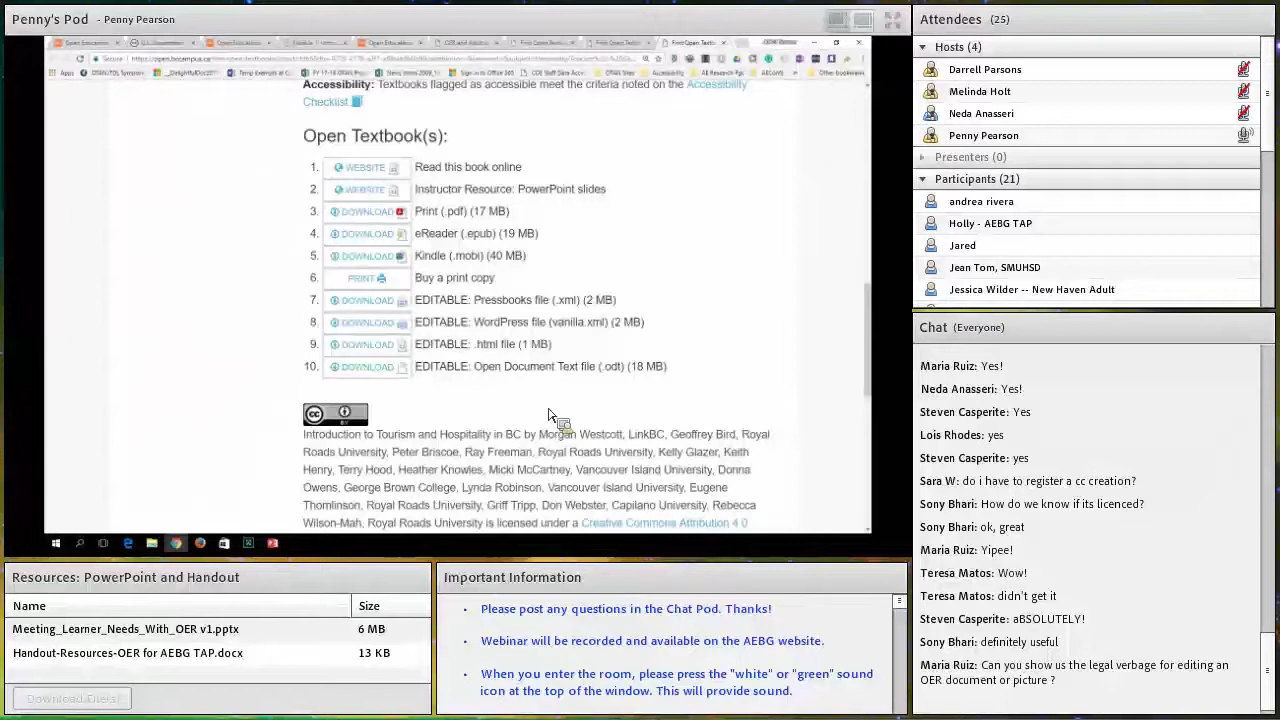 Penny's Pod - Penny Pearson
Apps
Other bookmarks
Accessibility: Textbooks flagged as accessible meet the criteria noted on the Accessibility
Checklist
Open Textbook(s):
1. WEBSITE Read this book online
2. WEBSITE Instructor Resource: PowerPoint slides
3. DOWNLOAD Print (.pdf) (17 MB)
4. DOWNLOAD eReader (.epub) (19 MB)
5. DOWNLOAD Kindle (.mobi) (40 MB)
6. PRINT Buy a print copy
7. DOWNLOAD EDITABLE: Pressbooks file (.xml) (2 MB)
8. DOWNLOAD EDITABLE: WordPress file (vanilla.xml) (2 MB)
9. DOWNLOAD EDITABLE: .html file (1 MB)
10. DOWNLOAD EDITABLE: Open Document Text file (.odt) (18 MB)
cc
BY
Introduction to Tourism and Hospitality in BC by Morgan Westcott, LinkBC, Geoffrey Bird, Royal
Roads University, Peter Briscoe, Ray Freeman, Royal Roads University, Kelly Glazer, Keith
Henry, Terry Hood, Heather Knowles, Micki McCartney, Vancouver Island University, Donna
Owens, George Brown College, Lynda Robinson, Vancouver Island University, Eugene
Thomlinson, Royal Roads University, Griff Tripp, Don Webster, Capilano University, Rebecca
Wilson-Mah, Royal Roads University is licensed under a Creative Commons Attribution 4.0
Resources: PowerPoint and Handout
Name Size
Meeting_Learner_Needs_With_OER v1.pptx 6 MB
Handout-Resources-OER for AEBG TAP.docx 13 KB
Download File(s)
Important Information
• Please post any questions in the Chat Pod. Thanks!
• Webinar will be recorded and available on the AEBG website.
• When you enter the room, please press the "white" or "green" sound
icon at the top of the window. This will provide sound.
Attendees (25)
Hosts (4)
Darrell Parsons
Melinda Holt
Neda Anasseri
Penny Pearson
Presenters (0)
Participants (21)
andrea rivera
Holly - AEBG TAP
Jared
Jean Tom, SMUHSD
Jessica Wilder -- New Haven Adult
Chat (Everyone)
Maria Ruiz: Yes!
Neda Anasseri: Yes!
Steven Casperite: Yes
Lois Rhodes: yes
Steven Casperite: yes
Sara W: do i have to register a cc creation?
Sony Bhari: How do we know if its licenced?
Sony Bhari: ok, great
Maria Ruiz: Yipee!
Teresa Matos: Wow!
Teresa Matos: didn't get it
Steven Casperite: aBSOLUTELY!
Sony Bhari: definitely useful
Maria Ruiz: Can you show us the legal verbage for editing an
OER document or picture ?